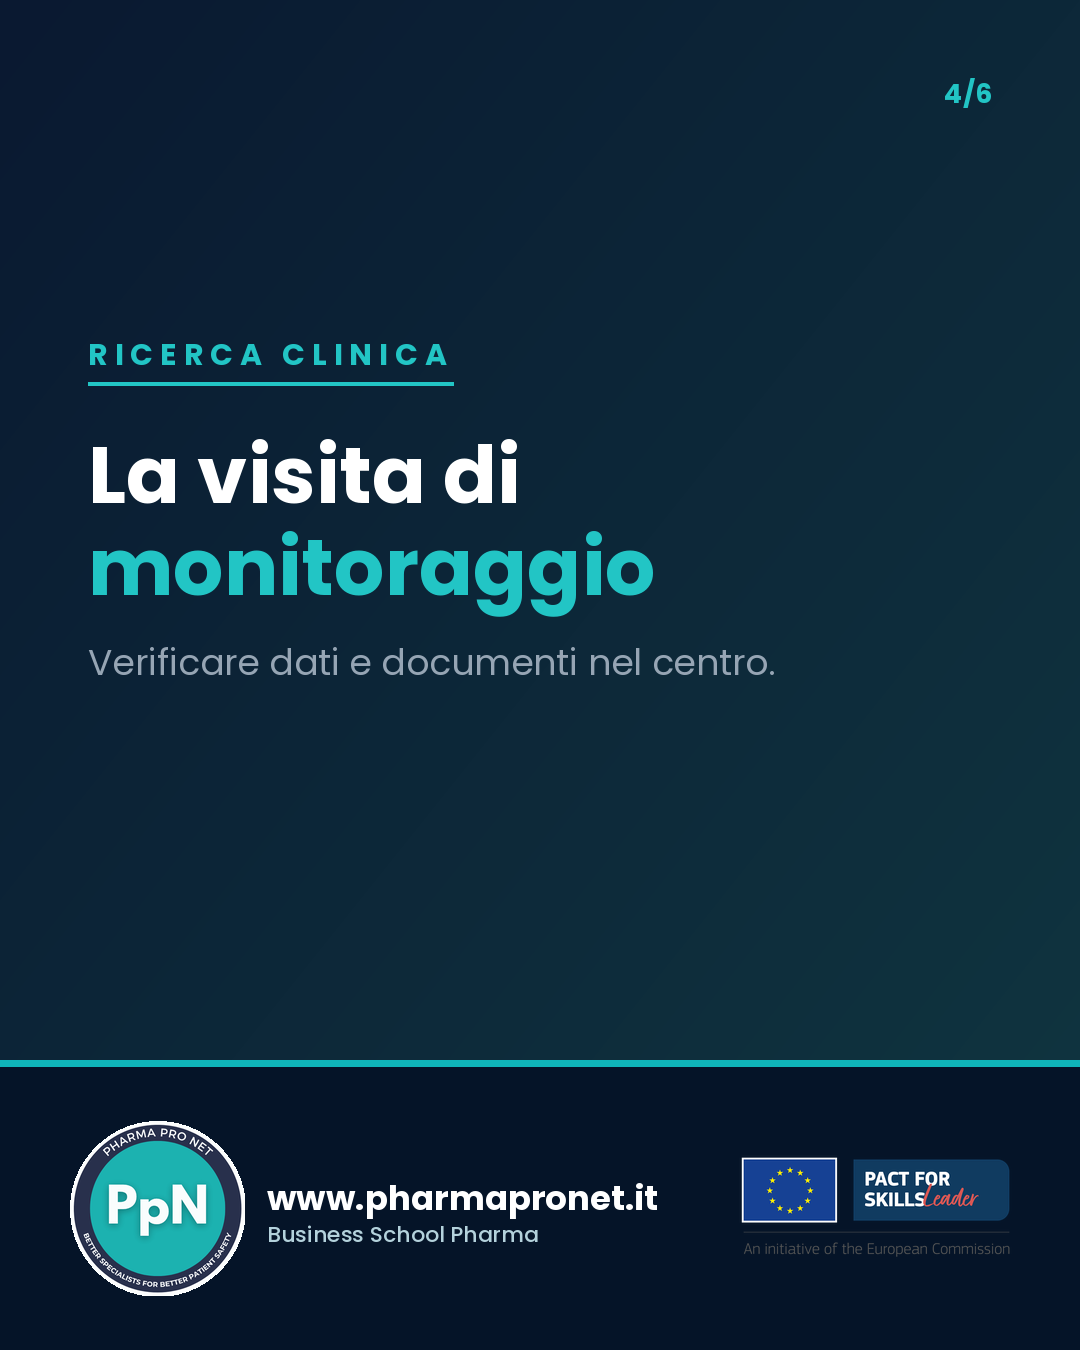 4/6
RICERCA CLINICA
La visita di
monitoraggio
Verificare dati e documenti nel centro.
PHARMA PRO NET
PpN
BETTER SPECIALISTS FOR BETTER PATIENT SAFETY
www.pharmapronet.it
Business School Pharma
PACT FOR
SKILLS Leader
An initiative of the European Commission